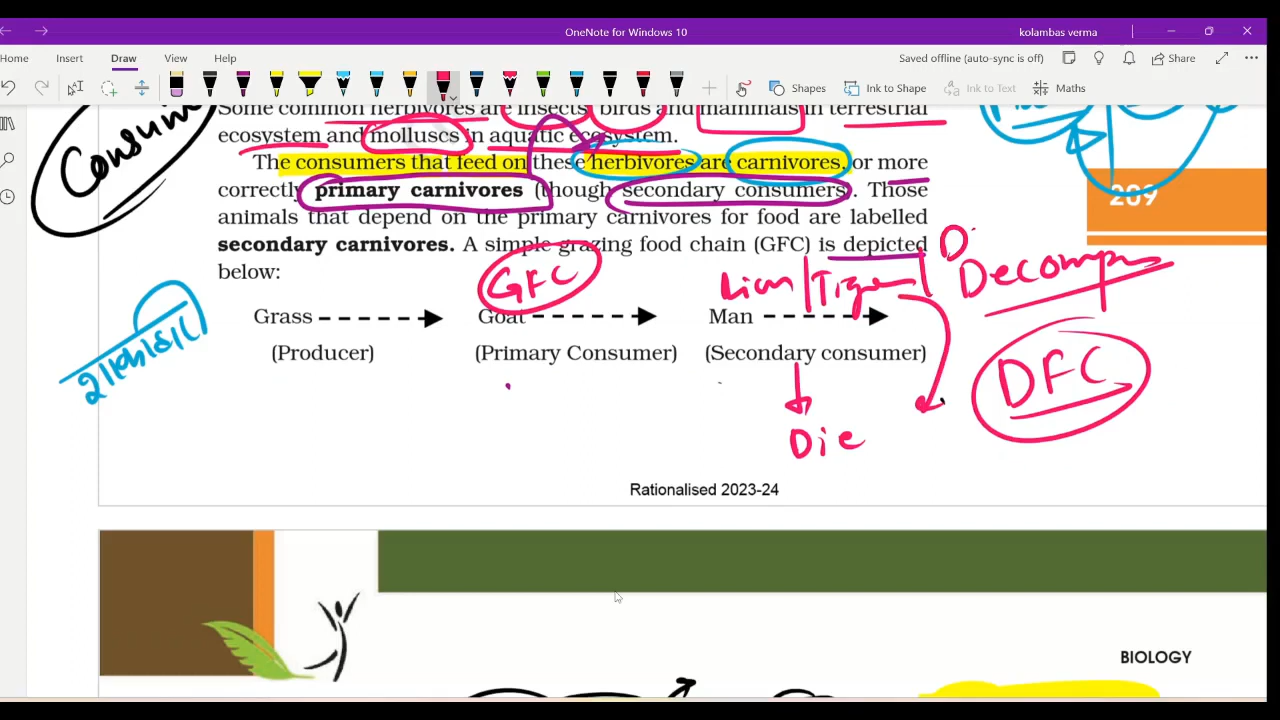 OneNote for Windows 10
kolambas verma
Home Insert Draw View Help
Saved offline (auto-sync is off)
Share
Shapes
Ink to Shape
Ink to Text
Maths
Consum
Some common herbivores are insects, birds and mammals in terrestrial
ecosystem and molluscs in aquatic ecosystem.
The consumers that feed on these herbivores are carnivores, or more
correctly primary carnivores (though secondary consumers). Those
animals that depend on the primary carnivores for food are labelled
secondary carnivores. A simple grazing food chain (GFC) is depicted
below:
209
D
GFC
Lion | Tiger |
Decompos
Grass
Goat
Man
(Producer)
(Primary Consumer)
(Secondary consumer)
DFC
Die
Rationalised 2023-24
BIOLOGY